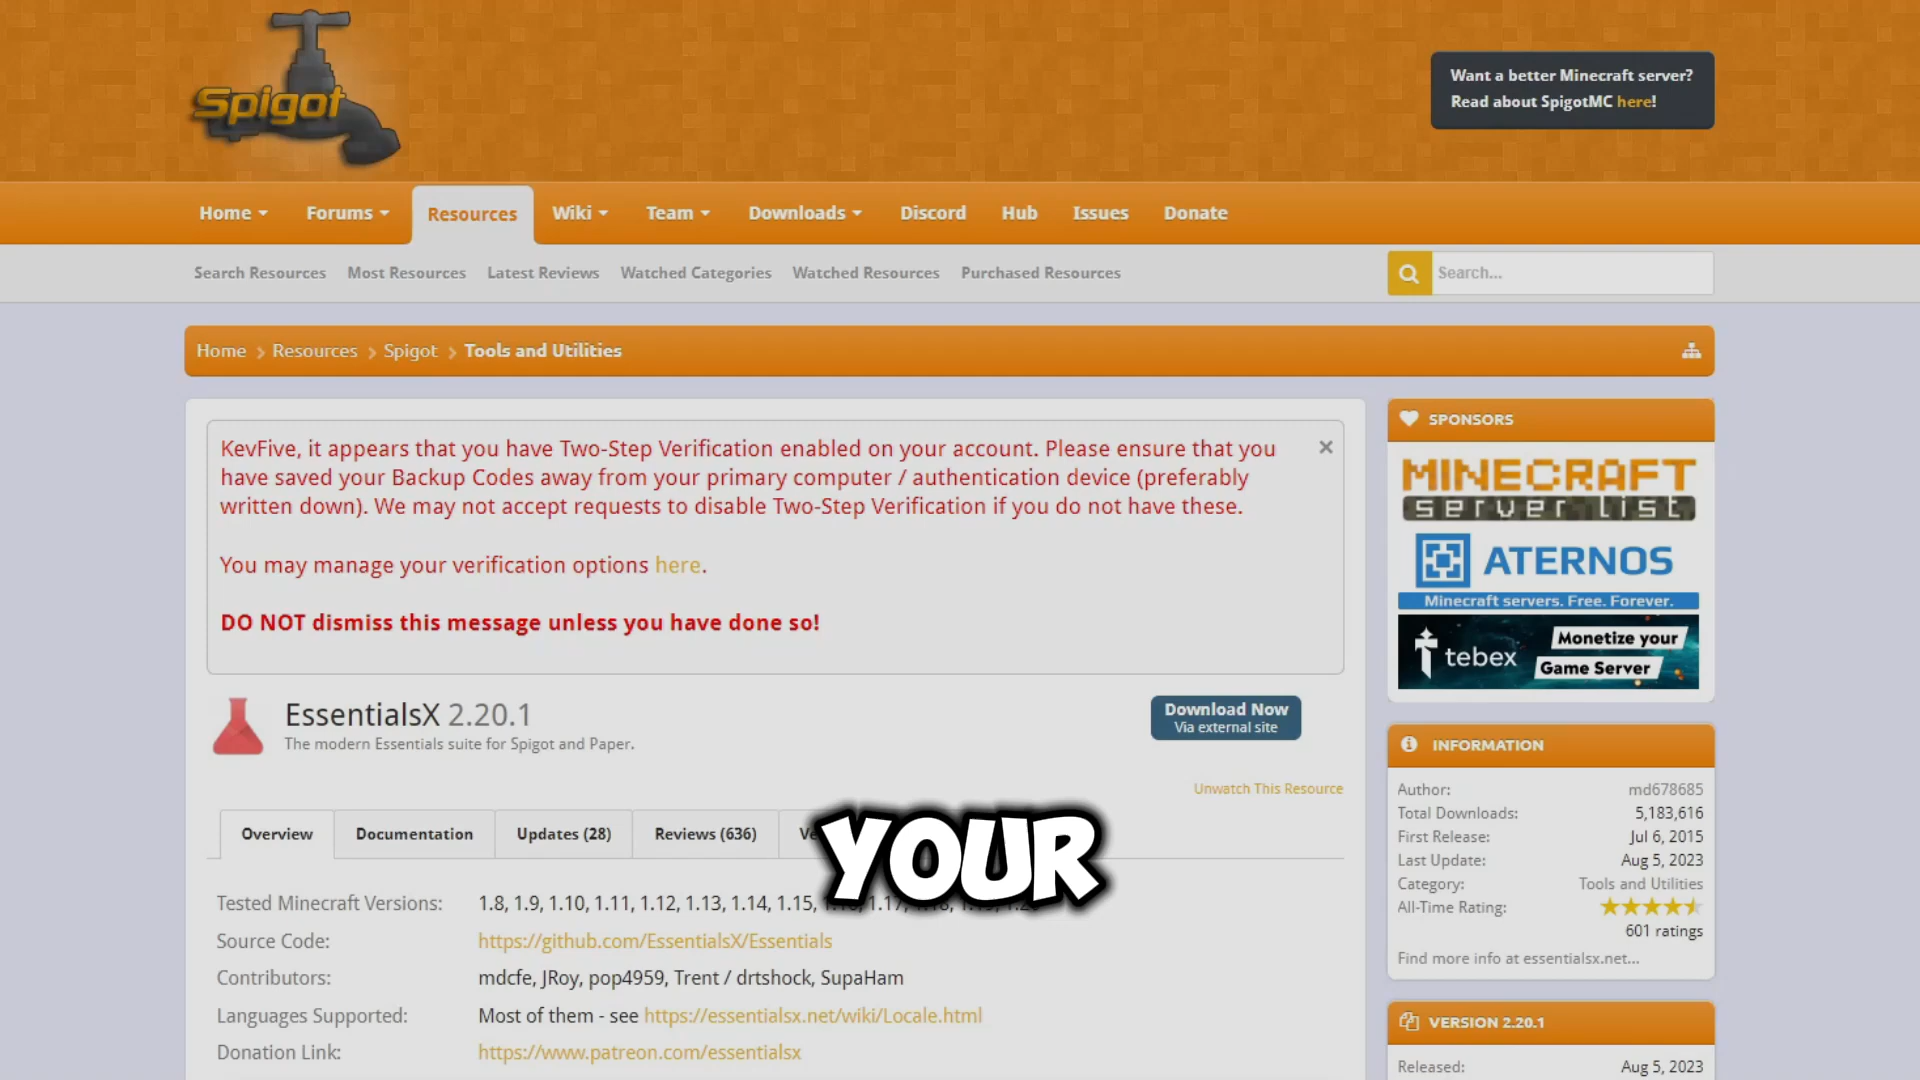 Spigot
Want a better Minecraft server?
Read about SpigotMC here!
Home Forums Resources Wiki Team Downloads Discord Hub Issues Donate
Search Resources Most Resources Latest Reviews Watched Categories Watched Resources Purchased Resources
Search...
Home Resources Spigot Tools and Utilities
KevFive, it appears that you have Two-Step Verification enabled on your account. Please ensure that you
have saved your Backup Codes away from your primary computer / authentication device (preferably
written down). We may not accept requests to disable Two-Step Verification if you do not have these.
You may manage your verification options here.
DO NOT dismiss this message unless you have done so!
EssentialsX 2.20.1
The modern Essentials suite for Spigot and Paper.
Download Now
Via external site
Unwatch This Resource
Overview Documentation Updates (28) Reviews (636)
YOUR
Tested Minecraft Versions: 1.8, 1.9, 1.10, 1.11, 1.12, 1.13, 1.14, 1.15,
Source Code: https://github.com/EssentialsX/Essentials
Contributors: mdcfe, JRoy, pop4959, Trent / drtshock, SupaHam
Languages Supported: Most of them - see https://essentialsx.net/wiki/Locale.html
Donation Link: https://www.patreon.com/essentialsx
SPONSORS
MINECRAFT
server list
ATERNOS
Minecraft servers. Free. Forever.
tebex
Monetize your
Game Server
INFORMATION
Author: md678685
Total Downloads: 5,183,616
First Release: Jul 6, 2015
Last Update: Aug 5, 2023
Category: Tools and Utilities
All-Time Rating:
601 ratings
Find more info at essentialsx.net...
VERSION 2.20.1
Released: Aug 5, 2023